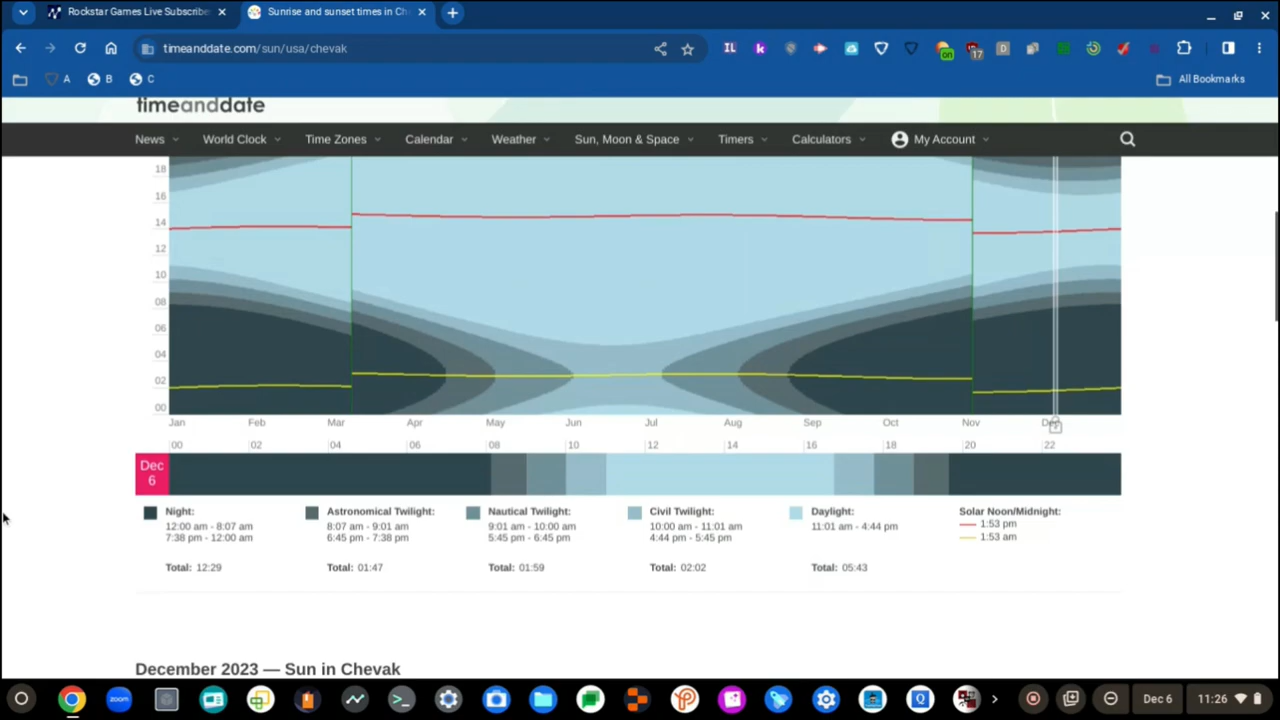 Rockstar Games Live Subscribe
Sunrise and sunset times in Che
timeanddate.com/sun/usa/chevak
IL
k
on
17
D
A
B
C
All Bookmarks
timeanddate
News
World Clock
Time Zones
Calendar
Weather
Sun, Moon & Space
Timers
Calculators
My Account
18
16
14
12
10
08
06
04
02
00
Jan Feb Mar Apr May Jun Jul Aug Sep Oct Nov Dec
00 02 04 06 08 10 12 14 16 18 20 22
Dec
6
Night:
12:00 am - 8:07 am
7:38 pm - 12:00 am
Total: 12:29
Astronomical Twilight:
8:07 am - 9:01 am
6:45 pm - 7:38 pm
Total: 01:47
Nautical Twilight:
9:01 am - 10:00 am
5:45 pm - 6:45 pm
Total: 01:59
Civil Twilight:
10:00 am - 11:01 am
4:44 pm - 5:45 pm
Total: 02:02
Daylight:
11:01 am - 4:44 pm
Total: 05:43
Solar Noon/Midnight:
1:53 pm
1:53 am
December 2023 — Sun in Chevak
zoom
Q
Dec 6
11:26